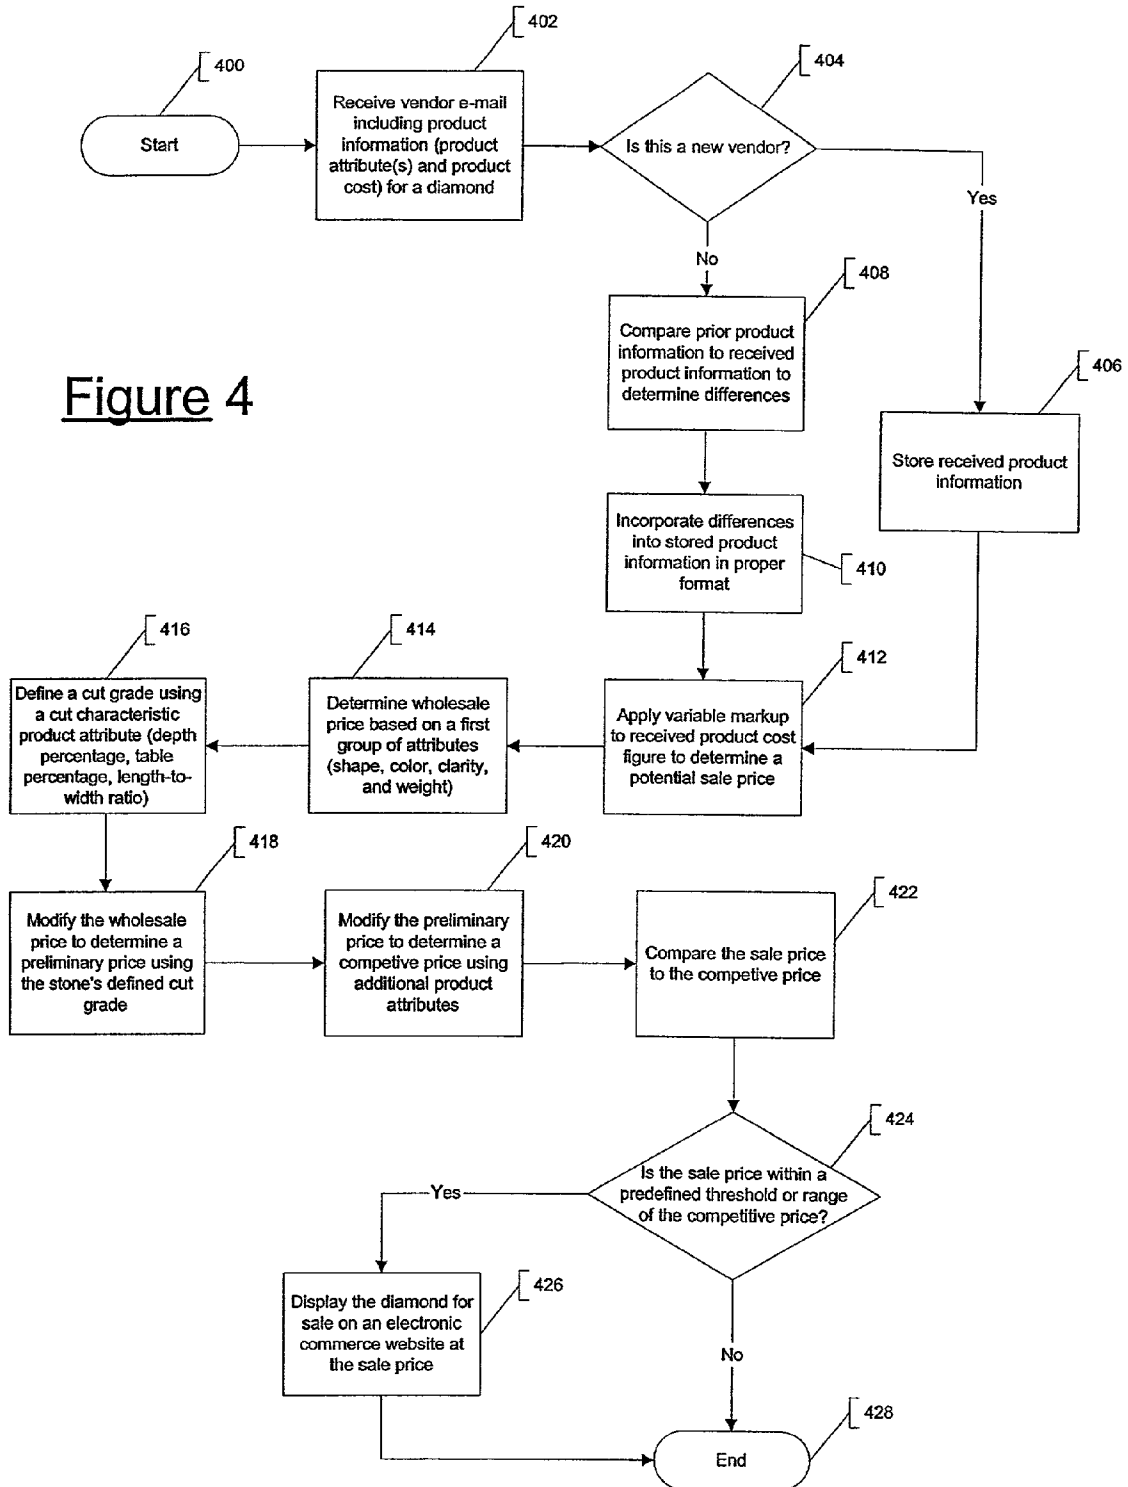 402
400
404
Receive vendor e-mail
including product
information (product
attribute(s) and product
cost) for a diamond
Start
Is this a new vendor?
Yes
No
408
Compare prior product
information to received
product information to
determine differences
406
Figure 4
Store received product
information
Incorporate differences
into stored product
information in proper
format
410
416
414
412
Define a cut grade using
a cut characteristic
product attribute (depth
percentage, table
percentage, length-to-
width ratio)
Determine wholesale
price based on a first
group of attributes
(shape, color, clarity,
and weight)
Apply variable markup
to received product cost
figure to determine a
potential sale price
418
420
422
Modify the wholesale
price to determine a
preliminary price using
the stone's defined cut
grade
Modify the preliminary
price to determine a
competive price using
additional product
attributes
Compare the sale price
to the competive price
424
Is the sale price within a
predefined threshold or range
of the competitive price?
Yes
426
Display the diamond for
sale on an electronic
commerce website at
the sale price
No
428
End